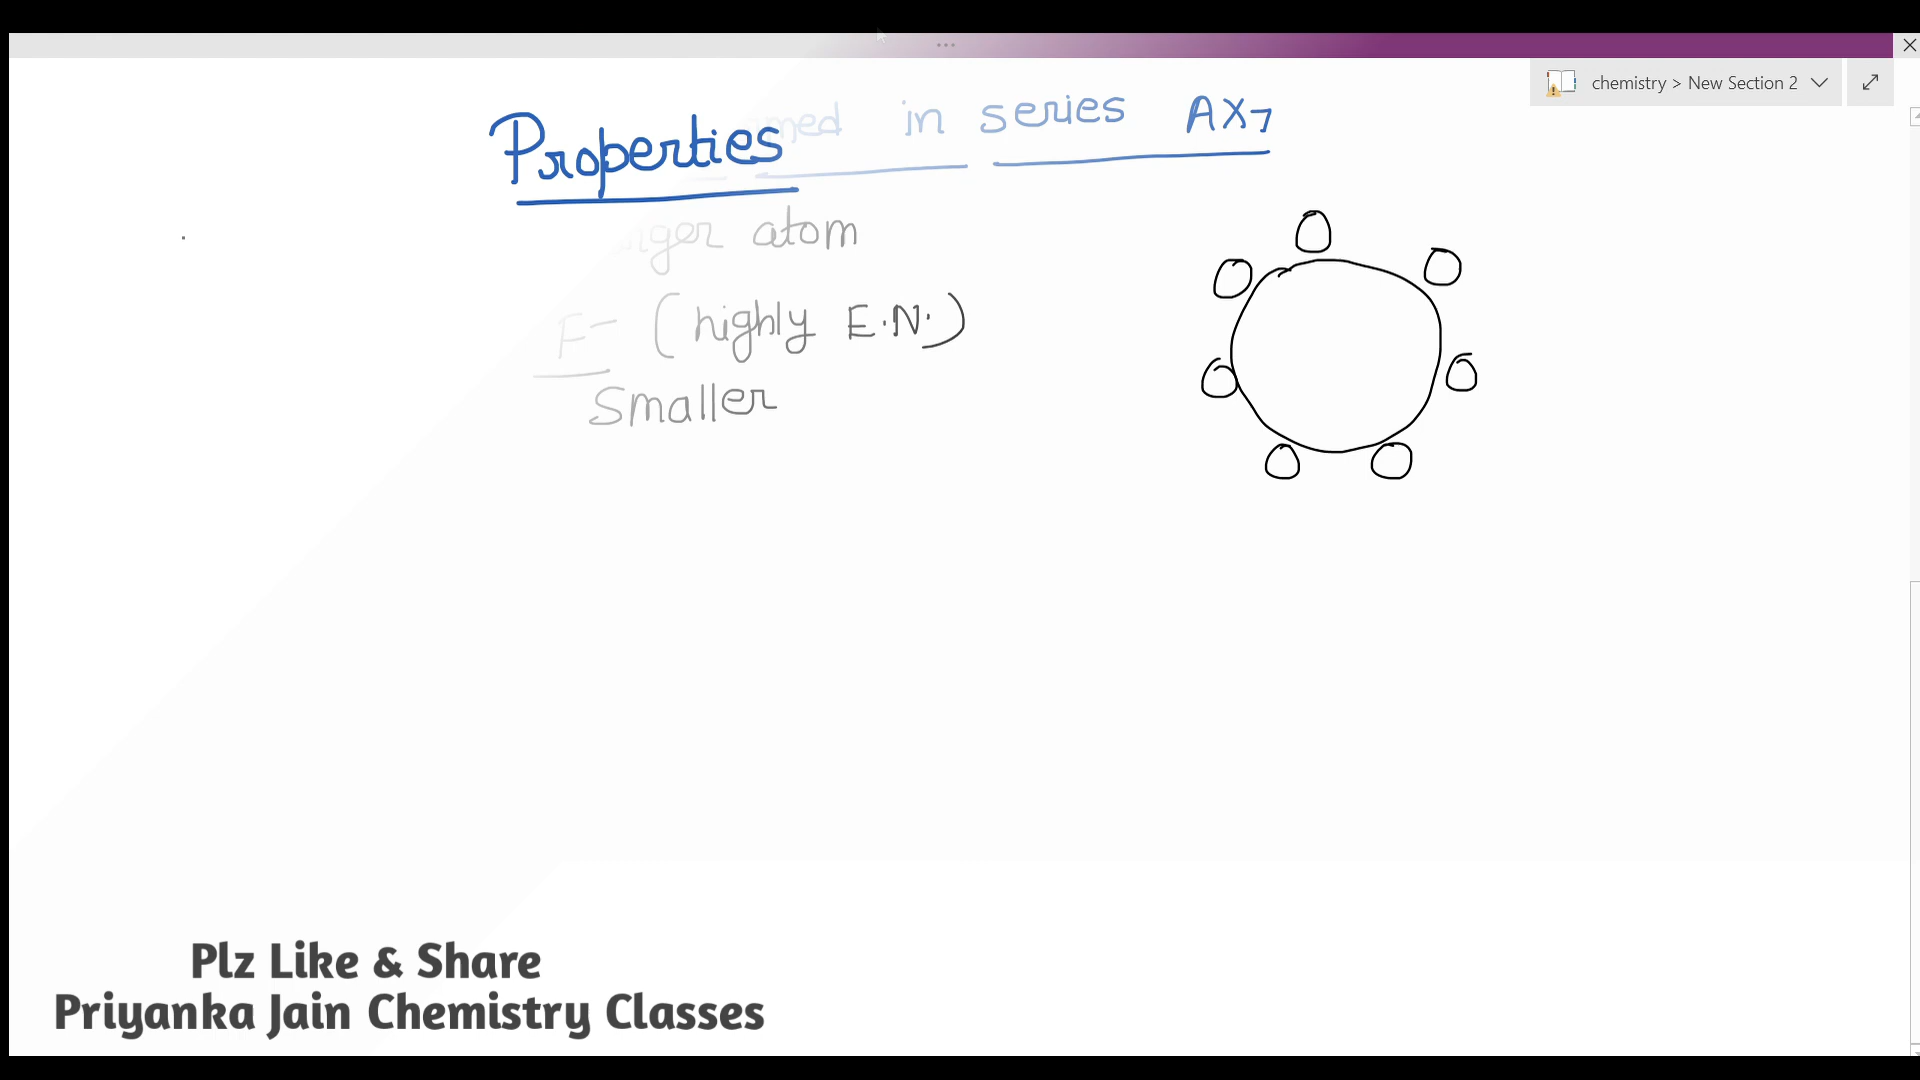 chemistry > New Section 2
in series AX7
Properties
atom
F- (highly E.N.)
Smaller
Plz Like & Share
Priyanka Jain Chemistry Classes